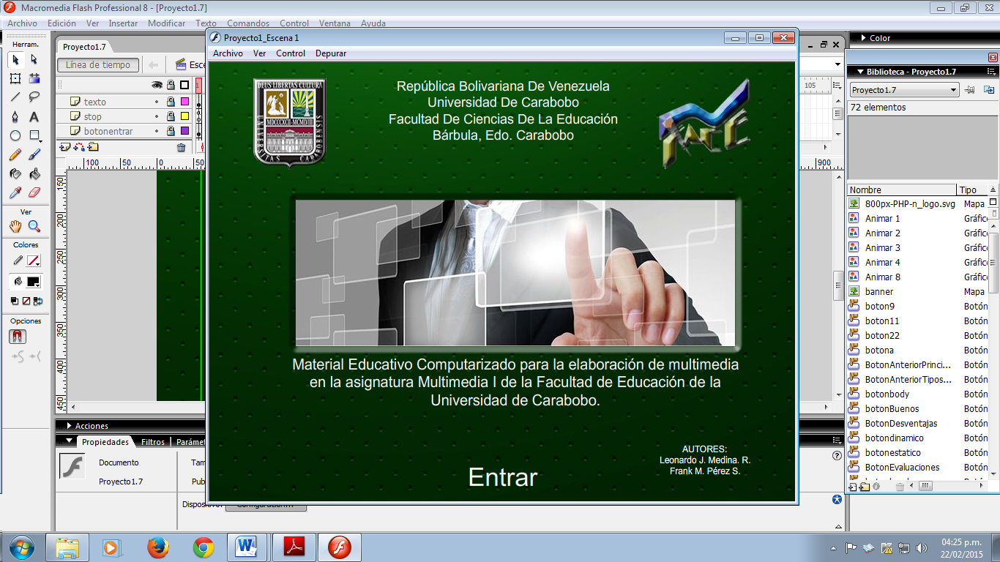 Macromedia Flash Professional 8 - [Proyecto1.7]
Archivo Edición Ver Insertar Modificar Texto Comandos Control Ventana Ayuda
Herram.
Ver
Colores
Opciones
Proyecto1.7
Línea de tiempo
Esce
1
105
texto
stop
botonentrar
100 50 0 50 900
150
200
250
300
350
400
450
Proyecto1_Escena 1
Archivo Ver Control Depurar
DEUS LIBERTAS CULTURA
MDCCCXCII-MCMLVIII
UNIVERSITAS CARABOBENSIS
República Bolivariana De Venezuela
Universidad De Carabobo
Facultad De Ciencias De La Educación
Bárbula, Edo. Carabobo
FACE
Material Educativo Computarizado para la elaboración de multimedia
en la asignatura Multimedia I de la Facultad de Educación de la
Universidad de Carabobo.
AUTORES:
Leonardo J. Medina. R.
Frank M. Pérez S.
Entrar
Color
Biblioteca - Proyecto1.7
Proyecto1.7
72 elementos
Nombre Tipo
800px-PHP-n_logo.svg Mapa
Animar 1 Gráfic
Animar 2 Gráfic
Animar 3 Gráfic
Animar 4 Gráfic
Animar 8 Gráfic
banner Mapa
boton9 Botón
boton11 Botón
boton22 Botón
botona Botón
BotonAnteriorPrinci... Botón
BotonAnteriorTipos... Botón
botonbody Botón
botonBuenos Botón
BotonDesventajas Botón
botondinamico Botón
botonestatico Botón
BotonEvaluaciones Botón
Acciones
Propiedades Filtros Paráme
Documento Tam
Proyecto1.7 Pub
Dispositivo:
04:25 p.m.
22/02/2015